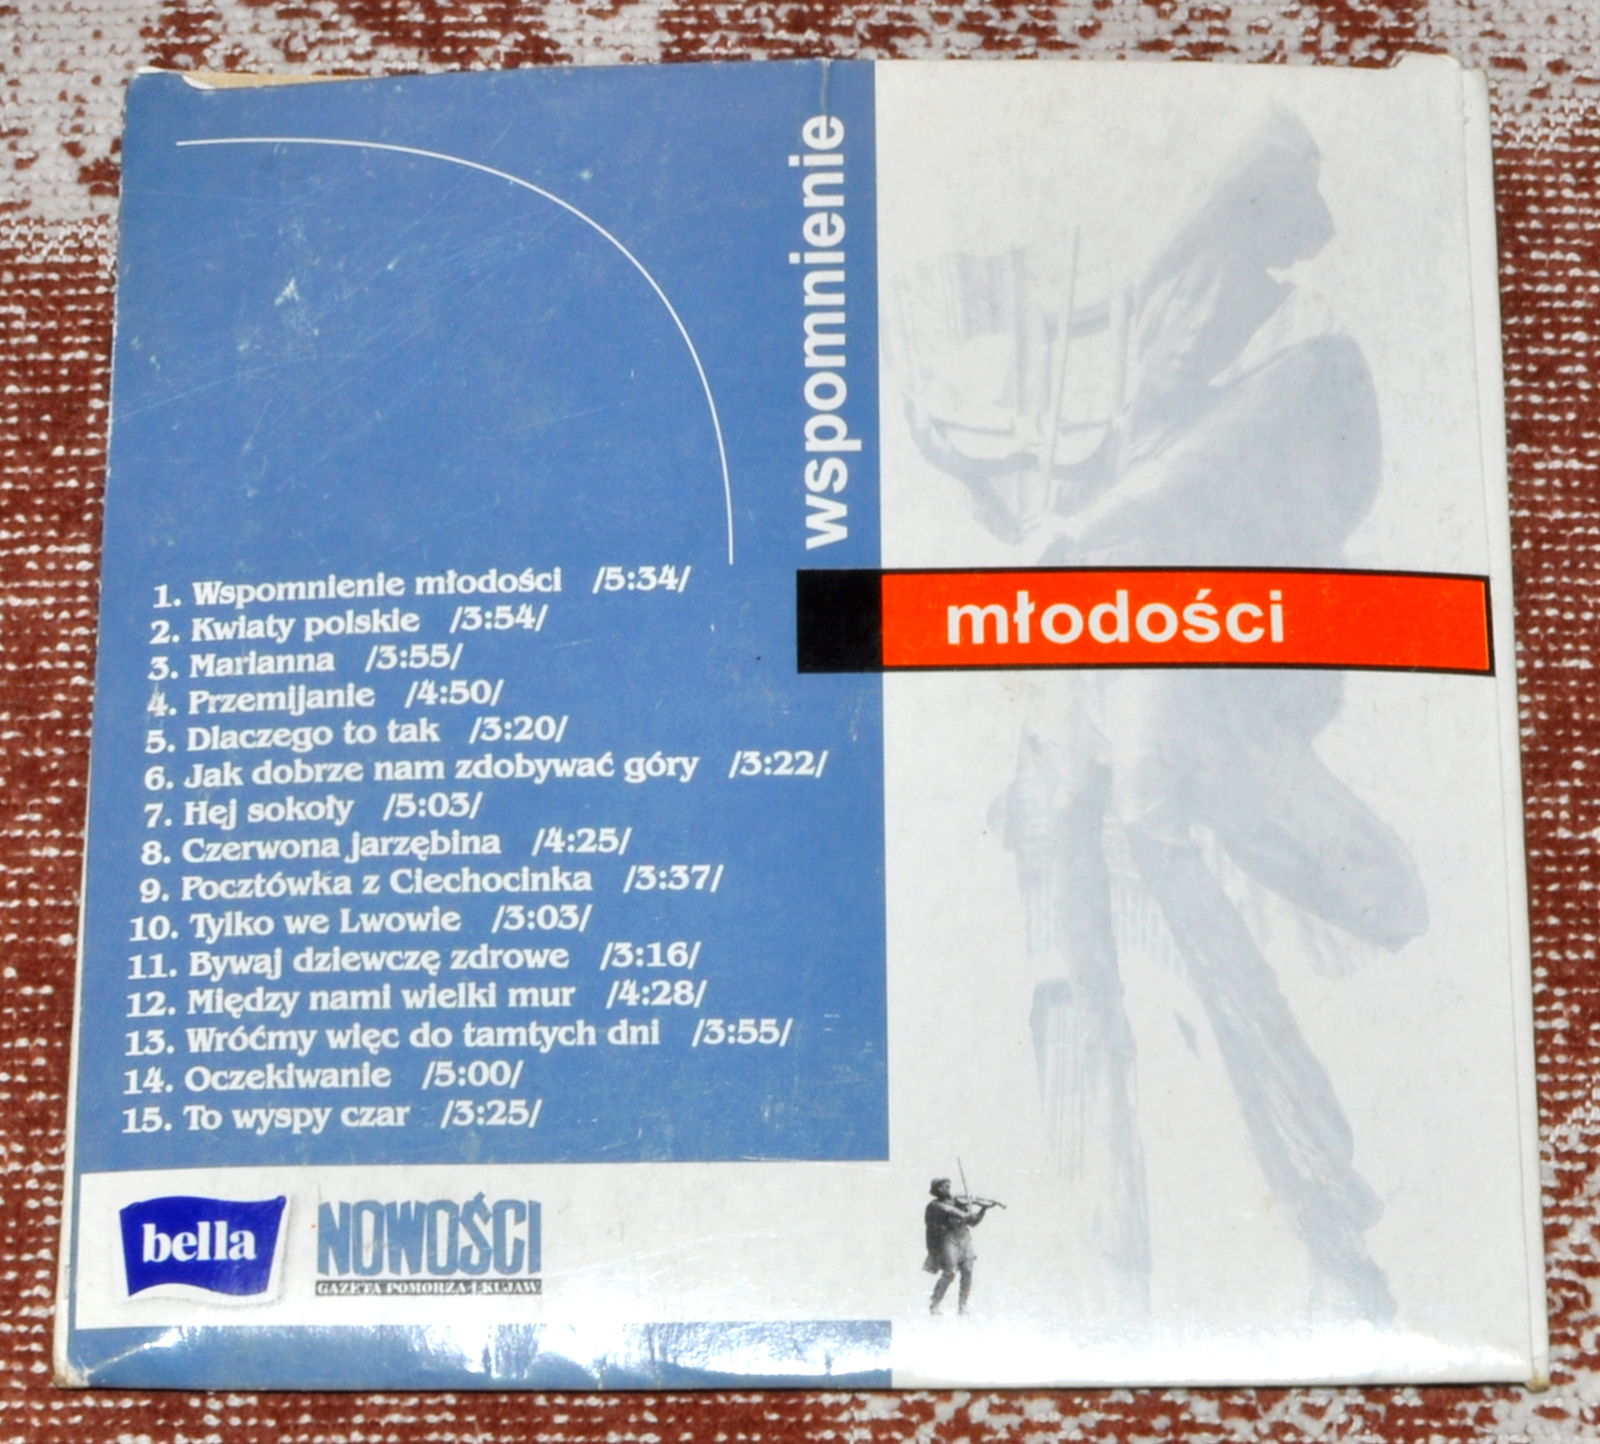 wspomnienie
młodości
1. Wspomnienie młodości /5:34/
2. Kwiaty polskie /3:54/
3. Marianna /3:55/
4. Przemijanie /4:50/
5. Dlaczego to tak /3:20/
6. Jak dobrze nam zdobywać góry /3:22/
7. Hej sokoły /5:03/
8. Czerwona jarzębina /4:25/
9. Pocztówka z Ciechocinka /3:37/
10. Tylko we Lwowie /3:03/
11. Bywaj dziewczę zdrowe /3:16/
12. Między nami wielki mur /4:28/
13. Wróćmy więc do tamtych dni /3:55/
14. Oczekiwanie /5:00/
15. To wyspy czar /3:25/
bella
NOWOŚCI
GAZETA POMORZA I KUJAW